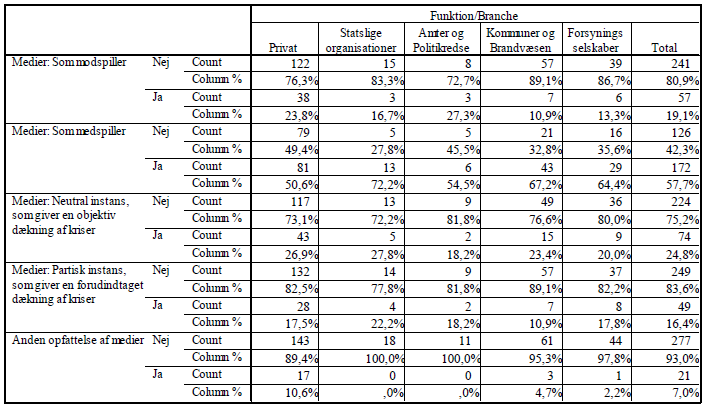 Funktion/Branche
Privat Statslige organisationer Amter og Politikredse Kommuner og Brandvæsen Forsynings selskaber Total
Medier: Som modspiller Nej Count 122 15 8 57 39 241
Column % 76,3% 83,3% 72,7% 89,1% 86,7% 80,9%
Ja Count 38 3 3 7 6 57
Column % 23,8% 16,7% 27,3% 10,9% 13,3% 19,1%
Medier: Som medspiller Nej Count 79 5 5 21 16 126
Column % 49,4% 27,8% 45,5% 32,8% 35,6% 42,3%
Ja Count 81 13 6 43 29 172
Column % 50,6% 72,2% 54,5% 67,2% 64,4% 57,7%
Medier: Neutral instans, Nej Count 117 13 9 49 36 224
som giver en objektiv Column % 73,1% 72,2% 81,8% 76,6% 80,0% 75,2%
dækning af kriser Ja Count 43 5 2 15 9 74
Column % 26,9% 27,8% 18,2% 23,4% 20,0% 24,8%
Medier: Partisk instans, Nej Count 132 14 9 57 37 249
som giver en forudindtaget Column % 82,5% 77,8% 81,8% 89,1% 82,2% 83,6%
dækning af kriser Ja Count 28 4 2 7 8 49
Column % 17,5% 22,2% 18,2% 10,9% 17,8% 16,4%
Anden opfattelse af medier Nej Count 143 18 11 61 44 277
Column % 89,4% 100,0% 100,0% 95,3% 97,8% 93,0%
Ja Count 17 0 0 3 1 21
Column % 10,6% ,0% ,0% 4,7% 2,2% 7,0%